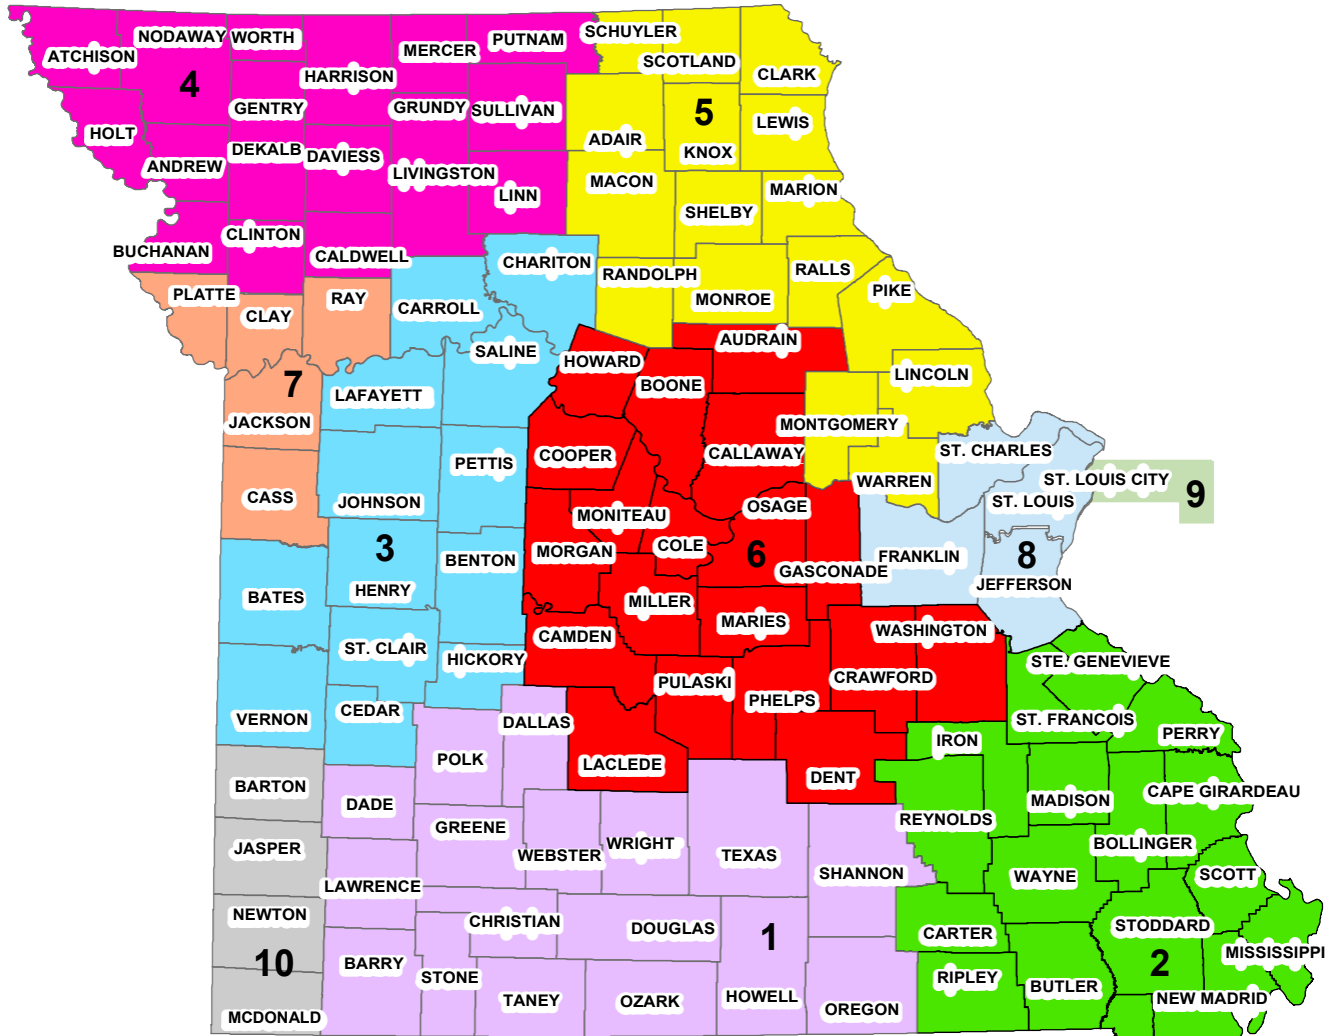 NODAWAY
WORTH
PUTNAM
SCHUYLER
ATCHISON
MERCER
SCOTLAND
HARRISON
CLARK
4
GENTRY
GRUNDY
SULLIVAN
5
LEWIS
HOLT
ADAIR
DEKALB
DAVIESS
KNOX
ANDREW
LIVINGSTON
MACON
LINN
MARION
SHELBY
CLINTON
BUCHANAN
CALDWELL
CHARITON
RANDOLPH
RALLS
PLATTE
RAY
MONROE
PIKE
CLAY
CARROLL
AUDRAIN
SALINE
HOWARD
7
BOONE
LINCOLN
LAFAYETT
JACKSON
MONTGOMERY
ST. CHARLES
COOPER
CALLAWAY
PETTIS
ST. LOUIS CITY
WARREN
9
CASS
JOHNSON
ST. LOUIS
OSAGE
MONITEAU
3
MORGAN
COLE
6
FRANKLIN
8
BENTON
GASCONADE
JEFFERSON
HENRY
BATES
MILLER
MARIES
WASHINGTON
CAMDEN
ST. CLAIR
HICKORY
STE. GENEVIEVE
PULASKI
CRAWFORD
PHELPS
CEDAR
VERNON
DALLAS
ST. FRANCOIS
PERRY
IRON
POLK
LACLEDE
DENT
BARTON
CAPE GIRARDEAU
DADE
MADISON
GREENE
REYNOLDS
JASPER
WRIGHT
BOLLINGER
WEBSTER
TEXAS
SHANNON
WAYNE
SCOTT
LAWRENCE
NEWTON
CHRISTIAN
DOUGLAS
STODDARD
CARTER
1
MISSISSIPPI
10
BARRY
2
STONE
RIPLEY
BUTLER
TANEY
OZARK
HOWELL
NEW MADRID
OREGON
MCDONALD